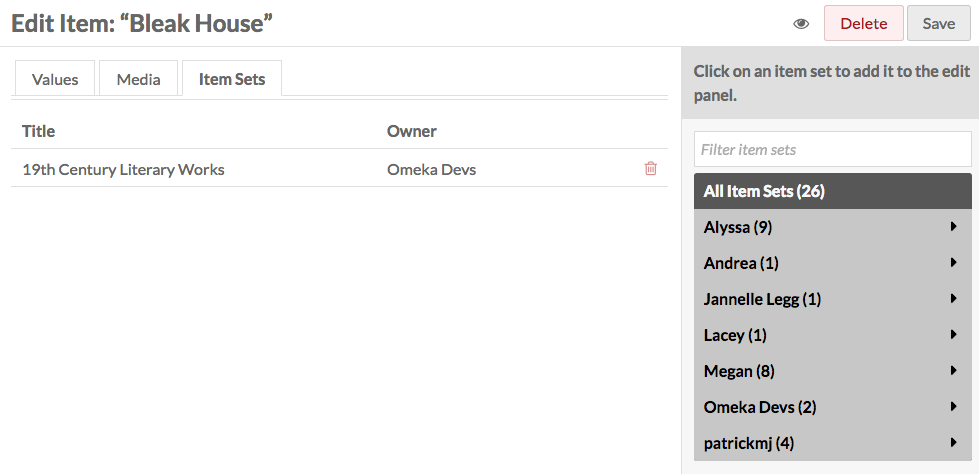 Edit Item: “Bleak House”
Delete
Save
Values
Media
Item Sets
Title
Owner
19th Century Literary Works
Omeka Devs
Click on an item set to add it to the edit
panel.
Filter item sets
All Item Sets (26)
Alyssa (9)
Andrea (1)
Jannelle Legg (1)
Lacey (1)
Megan (8)
Omeka Devs (2)
patrickmj (4)